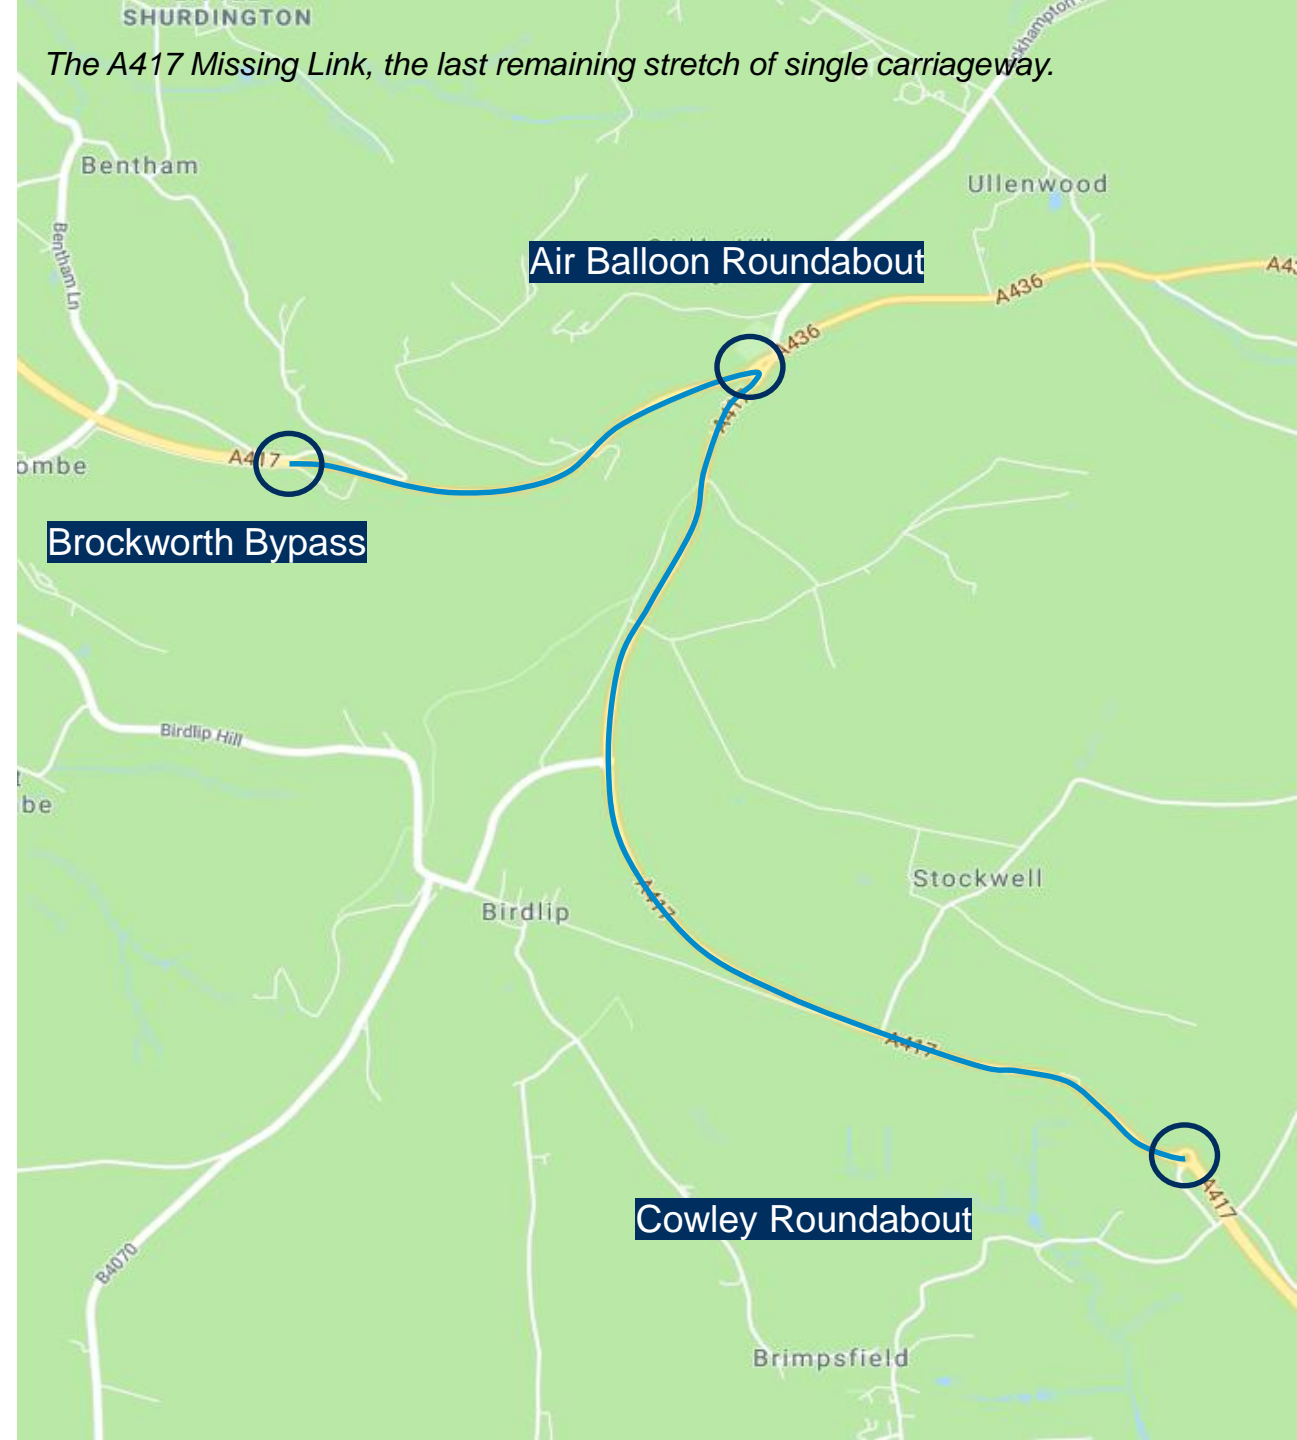 SHURDINGTON
The A417 Missing Link, the last remaining stretch of single carriageway.
Bentham
Ullenwood
Bentham Ln
Air Balloon Roundabout
A436
A436
A417
A417
Brockworth Bypass
Birdlip Hill
Stockwell
A417
Birdlip
A417
Cowley Roundabout
A417
B4070
Brimpsfield